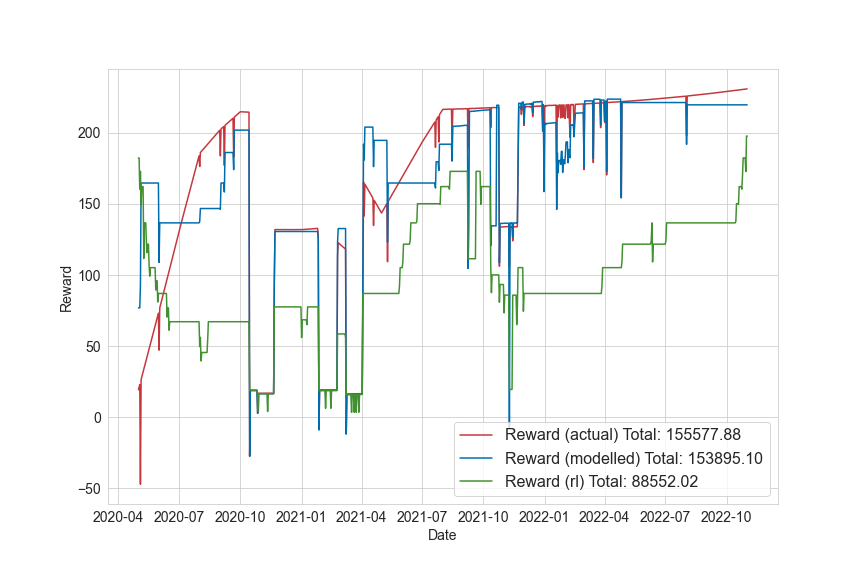 Reward
200
150
100
50
0
−50
2020-04 2020-07 2020-10 2021-01 2021-04 2021-07 2021-10 2022-01 2022-04 2022-07 2022-10
Date
Reward (actual) Total: 155577.88
Reward (modelled) Total: 153895.10
Reward (rl) Total: 88552.02